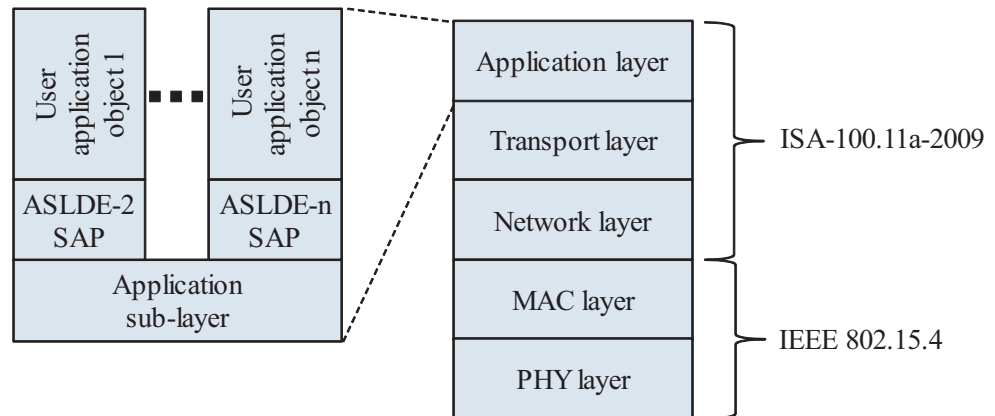 User
application
object 1
User
application
object n
ASLDE-2
SAP
ASLDE-n
SAP
Application
sub-layer
Application layer
Transport layer
Network layer
MAC layer
PHY layer
ISA-100.11a-2009
IEEE 802.15.4